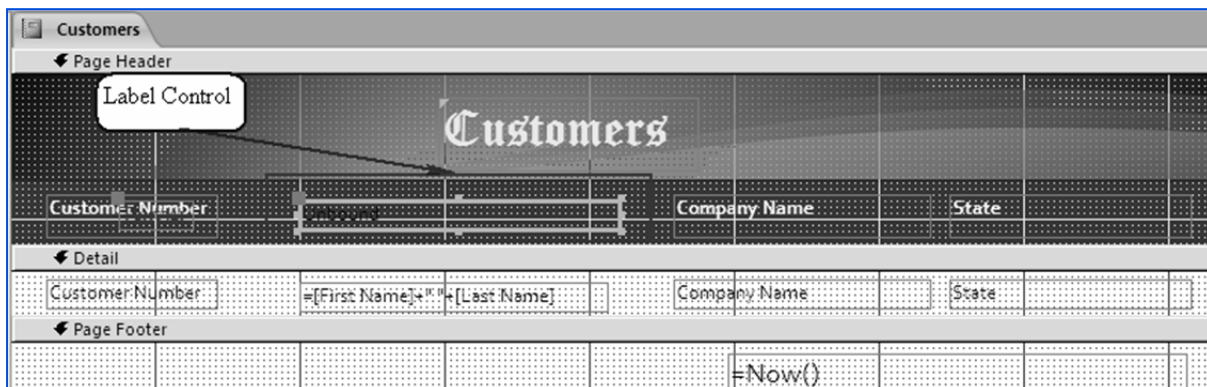 Customers
Page Header
Label Control
Customers
Customer Number Unbound Company Name State
Detail
Customer Number =[First Name]+" "+[Last Name] Company Name State
Page Footer
=Now()